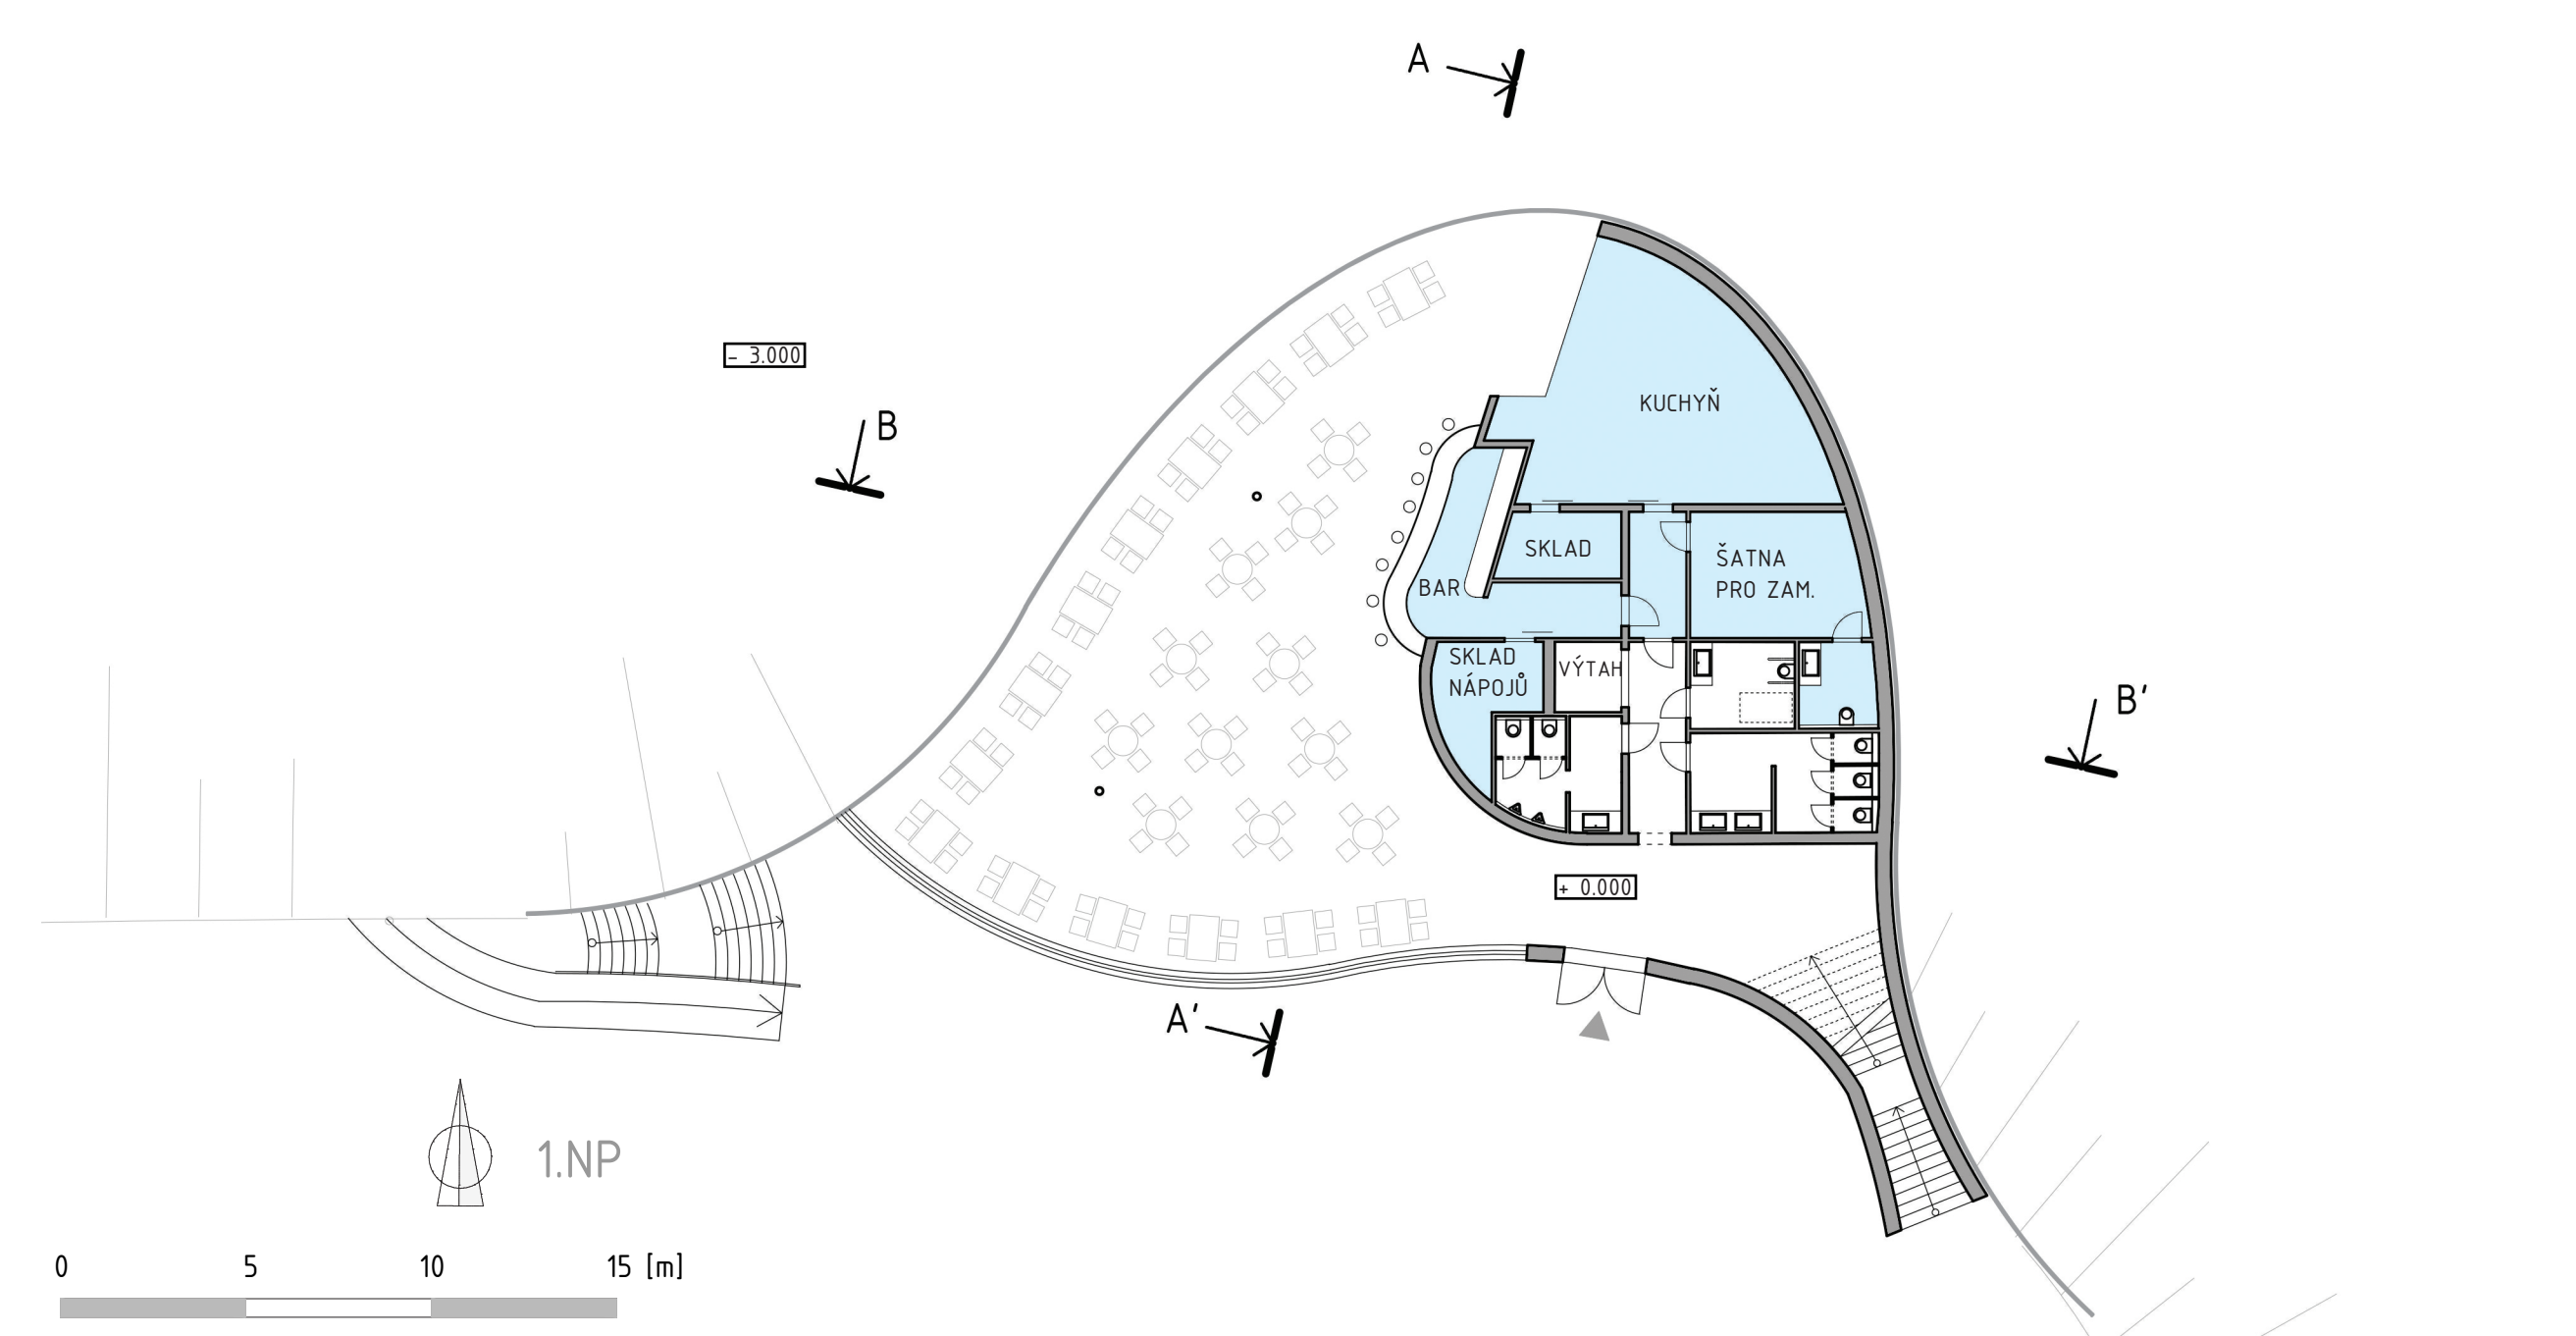 A
- 3.000
B
KUCHYŇ
SKLAD
ŠATNA
PRO ZAM.
BAR
SKLAD
NÁPOJŮ
VÝTAH
B'
+ 0.000
A'
1.NP
0 5 10 15 [m]